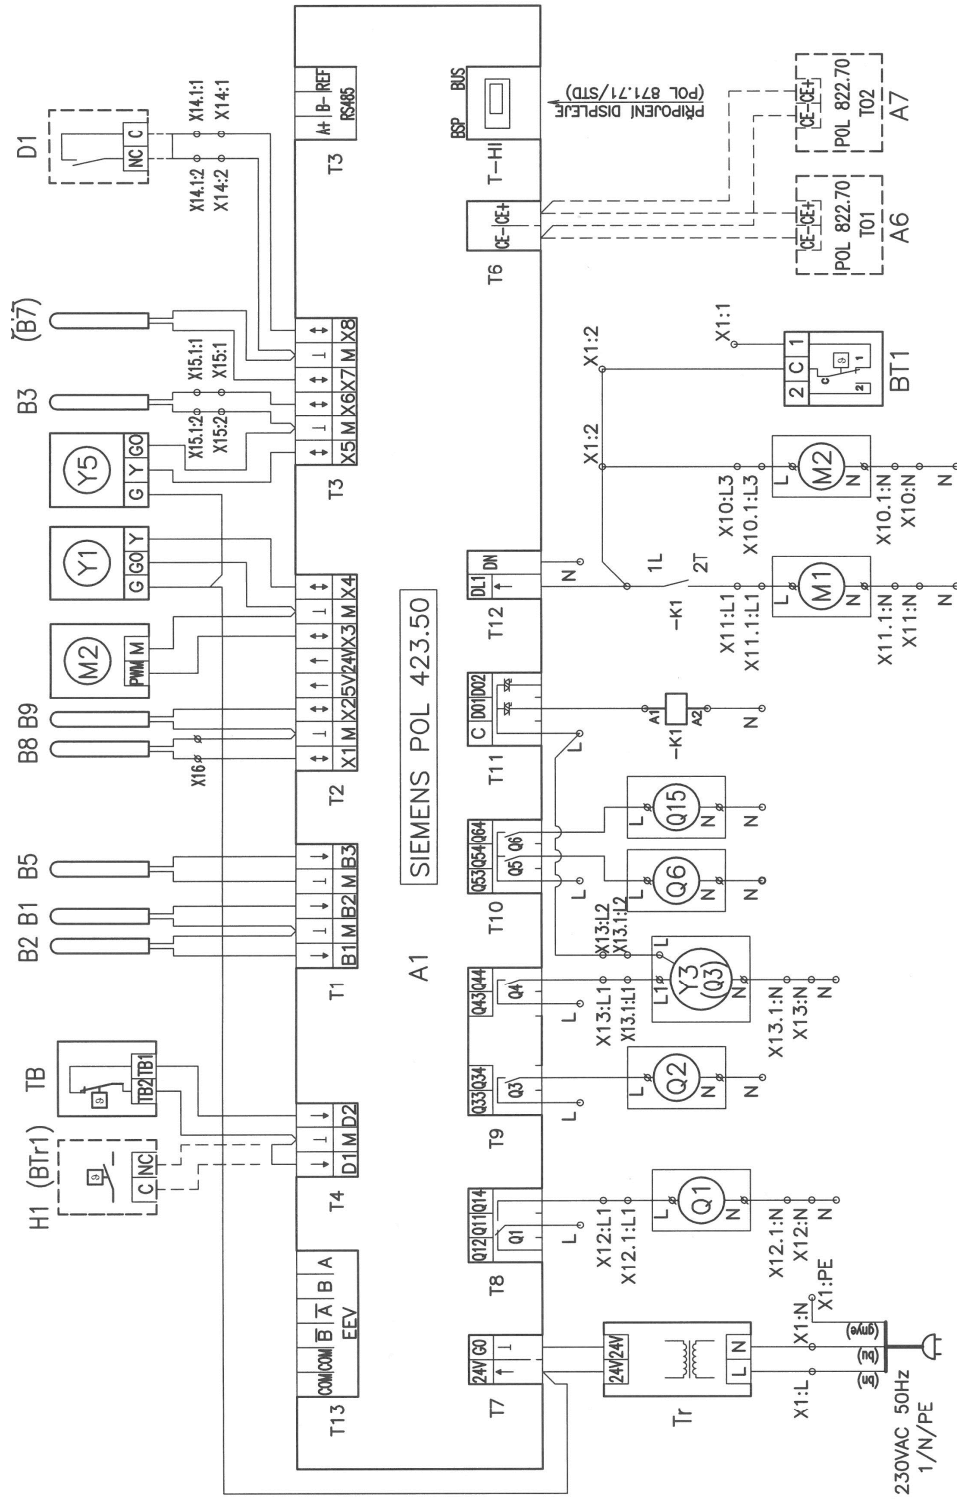 D1
NC C
X14.1:2
X14:2
X14.1:1
X14:1
(B7)
B3
X15.1:2
X15:2
X15.1:1
X15:1
Y5
G Y GO
Y1
G GO Y
M2
PWM M
B9
B8
X16
B5
B1
B2
TB
TB2 TB1
H1 (BTr1)
C NC
A+ B- REF
RS485
T3
X5 M X6 X7 M X8
T3
X1 M X2 5V 24V X3 M X4
T2
B1 M B2 M B3
T1
D1 M D2
T4
COM COM B A B A
EEV
T13
SIEMENS POL 423.50
A1
BSP BUS
T-HI
PŘIPOJENÍ DISPLEJE
(POL 871.71/STD)
CE- CE+
T6
CE- CE+
POL 822.70
T02
A7
CE- CE+
POL 822.70
T01
A6
DL1 DN
T12
N
C DO1 DO2
T11
L
Q53 Q54 Q64
Q5 Q6
T10
L
Q43 Q44
Q4
T9
L
Q33 Q34
Q3
L
Q12 Q11 Q14
Q1
T8
L
24V GO
T7
X1:2
X1:2
X1:1
2 C 1
C
1
2
BT1
1L
2T
-K1
X10:L3
X10.1:L3
L
M2
N
X10.1:N
X10:N
N
X11:L1
X11.1:L1
L
M1
N
X11.1:N
X11:N
N
A1
A2
-K1
N
L
Q15
N
N
L
Q6
N
N
X13:L2
X13.1:L2
X13:L1
X13.1:L1
L1
L
Y3
(Q3)
N
X13.1:N
X13:N
N
L
Q2
N
N
X12:L1
X12.1:L1
L
Q1
N
X12.1:N
X12:N
N
24V 24V
Tr
L N
X1:L
X1:N
X1:PE
(bn)
(bu)
(gnye)
230VAC 50Hz
1/N/PE